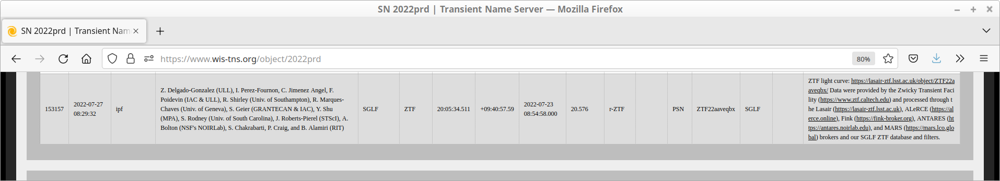 SN 2022prd | Transient Name Server — Mozilla Firefox
SN 2022prd | Transient Nam
https://www.wis-tns.org/object/2022prd
80%
153157
2022-07-27
08:29:32
ipf
Z. Delgado-Gonzalez (ULL), I. Perez-Fournon, C. Jimenez Angel, F.
Poidevin (IAC & ULL), R. Shirley (Univ. of Southampton), R. Marques-
Chaves (Univ. of Geneva), S. Geier (GRANTECAN & IAC), Y. Shu
(MPA), S. Rodney (Univ. of South Carolina), J. Roberts-Pierel (STScI), A.
Bolton (NSF's NOIRLab), S. Chakrabarti, P. Craig, and B. Alamiri (RIT)
SGLF
ZTF
20:05:34.511
+09:40:57.59
2022-07-23
08:54:58.000
20.576
r-ZTF
PSN
ZTF22aaveqbx
SGLF
ZTF light curve: https://lasair-ztf.lsst.ac.uk/object/ZTF22a
aveqbx/ Data were provided by the Zwicky Transient Faci
lity (https://www.ztf.caltech.edu) and processed through t
he Lasair (https://lasair-ztf.lsst.ac.uk), ALeRCE (https://al
erce.online), Fink (https://fink-broker.org), ANTARES (ht
tps://antares.noirlab.edu), and MARS (https://mars.lco.glo
bal) brokers and our SGLF ZTF database and filters.